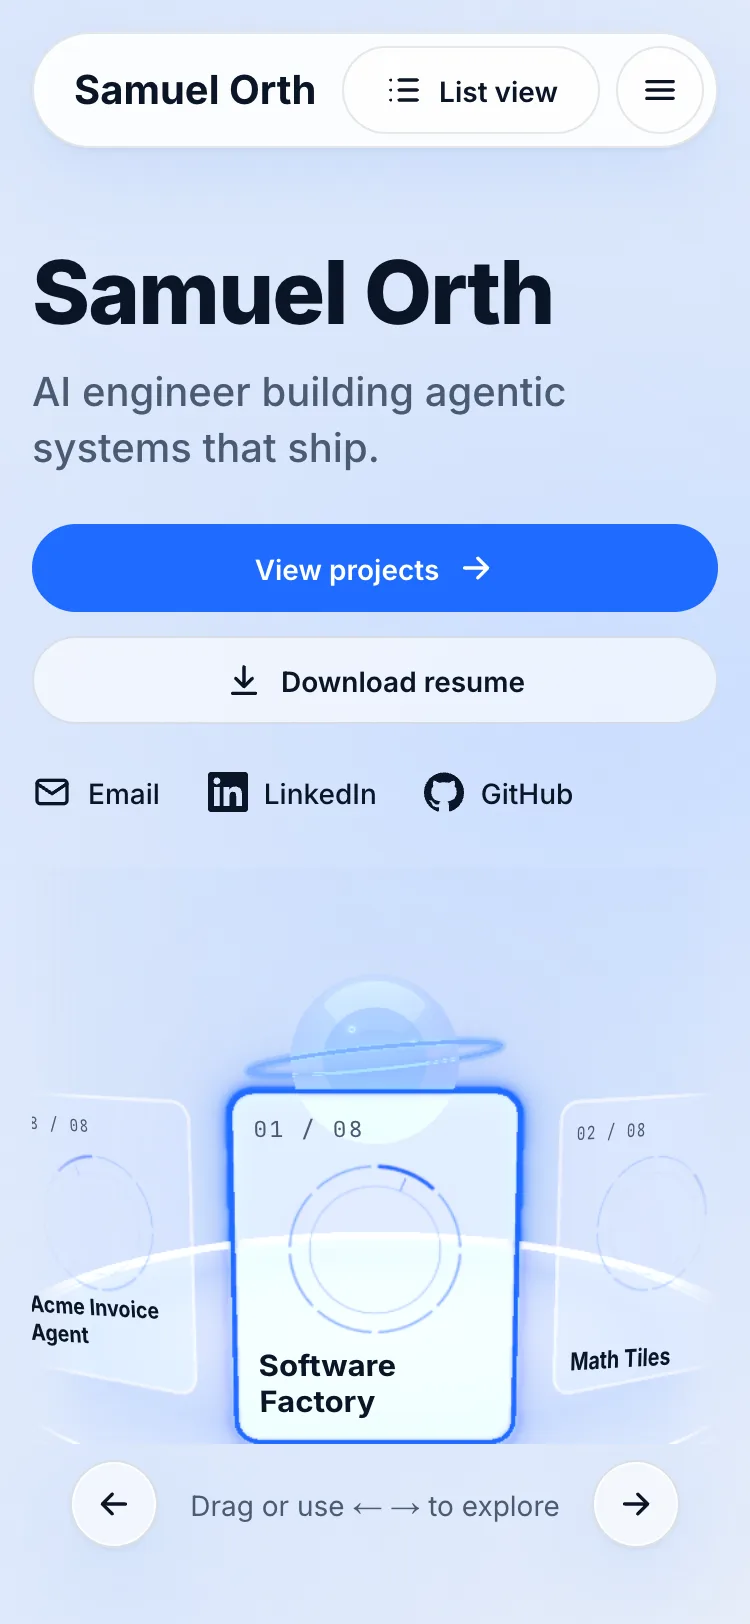 Samuel Orth
List view
Samuel Orth
AI engineer building agentic
systems that ship.
View projects →
Download resume
Email
LinkedIn
GitHub
/ 08
Acme Invoice
Agent
01 / 08
Software
Factory
02 / 08
Math Tiles
Drag or use ← → to explore